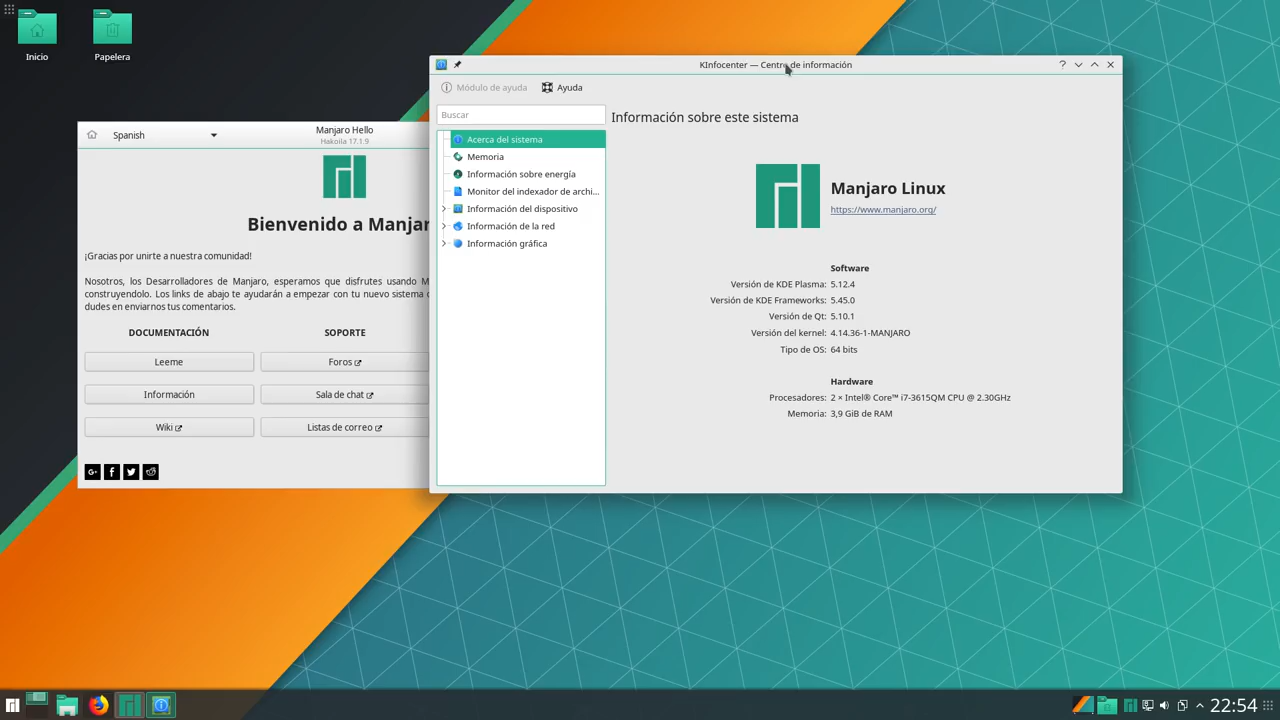 Inicio
Papelera
Spanish
Manjaro Hello
Hakoila 17.1.9
Bienvenido a Manjar
¡Gracias por unirte a nuestra comunidad!
Nosotros, los Desarrolladores de Manjaro, esperamos que disfrutes usando M
construyendolo. Los links de abajo te ayudarán a empezar con tu nuevo sistema
dudes en enviarnos tus comentarios.
DOCUMENTACIÓN
SOPORTE
Leeme
Foros
Información
Sala de chat
Wiki
Listas de correo
KInfocenter — Centro de información
Módulo de ayuda
Ayuda
Buscar
Acerca del sistema
Memoria
Información sobre energía
Monitor del indexador de archi...
Información del dispositivo
Información de la red
Información gráfica
Información sobre este sistema
Manjaro Linux
https://www.manjaro.org/
Software
Versión de KDE Plasma: 5.12.4
Versión de KDE Frameworks: 5.45.0
Versión de Qt: 5.10.1
Versión del kernel: 4.14.36-1-MANJARO
Tipo de OS: 64 bits
Hardware
Procesadores: 2 × Intel® Core™ i7-3615QM CPU @ 2.30GHz
Memoria: 3,9 GiB de RAM
22:54